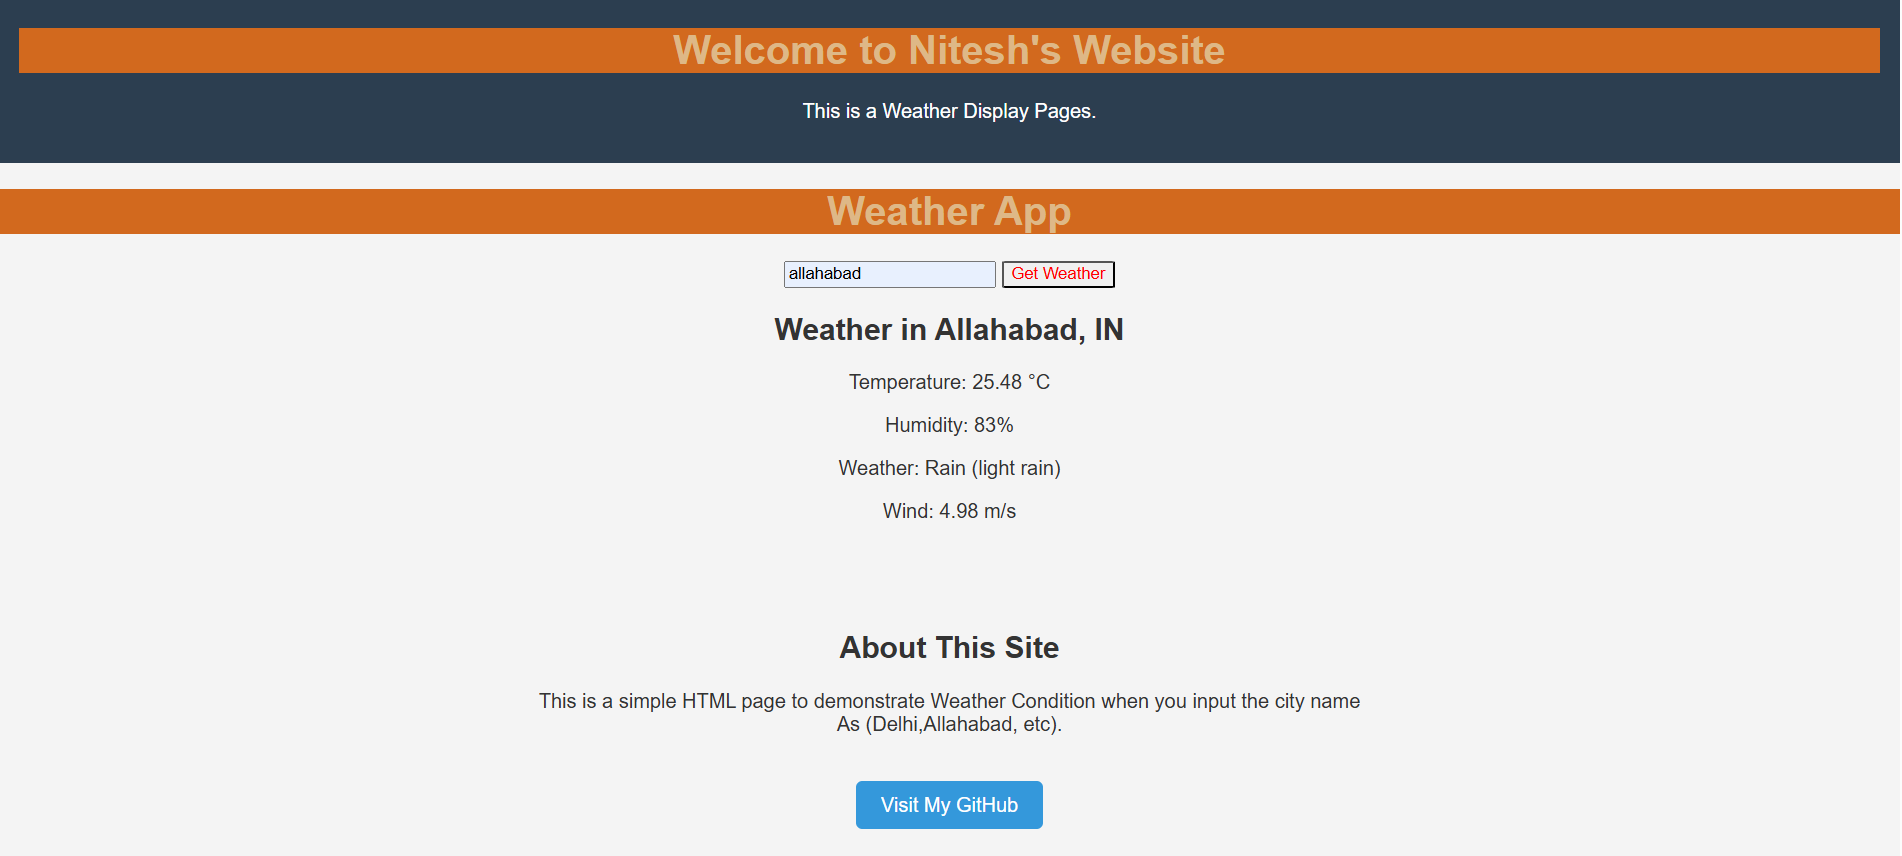 Welcome to Nitesh's Website
This is a Weather Display Pages.
Weather App
allahabad Get Weather
Weather in Allahabad, IN
Temperature: 25.48 °C
Humidity: 83%
Weather: Rain (light rain)
Wind: 4.98 m/s
About This Site
This is a simple HTML page to demonstrate Weather Condition when you input the city name
As (Delhi,Allahabad, etc).
Visit My GitHub